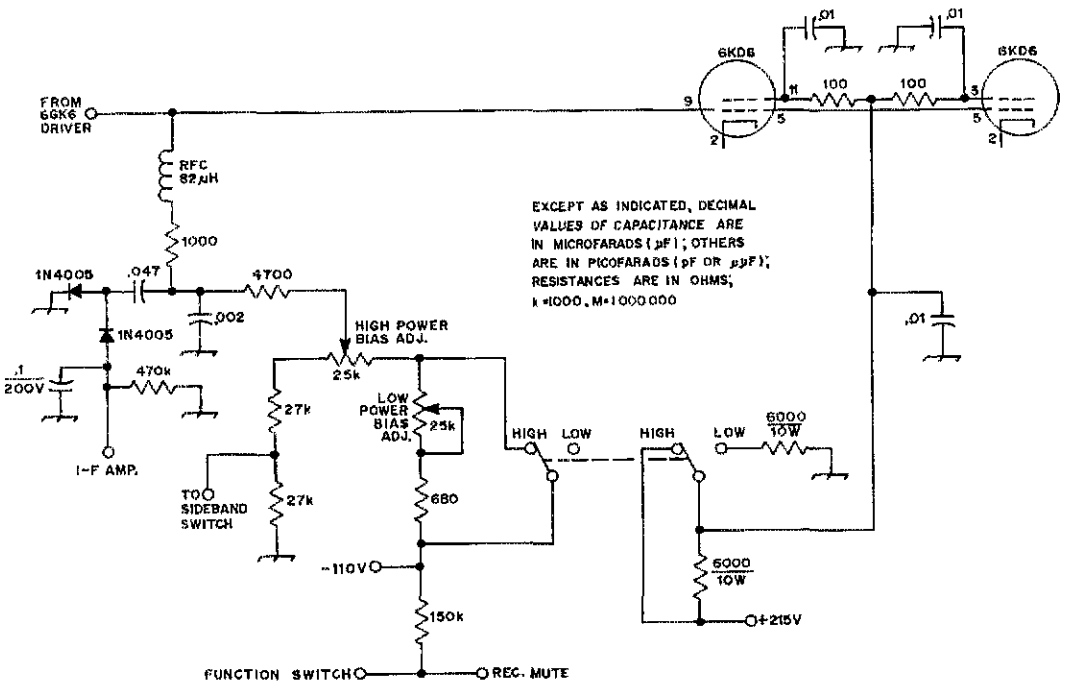 .01
.01
6KD6
6KD6
100
100
11
3
9
5
5
2
2
FROM
6GK6
DRIVER
RFC
82 µH
1000
EXCEPT AS INDICATED, DECIMAL
VALUES OF CAPACITANCE ARE
IN MICROFARADS (µF); OTHERS
ARE IN PICOFARADS (pF OR µµF);
RESISTANCES ARE IN OHMS;
k=1000, M=1000000
1N4005
.047
4700
.002
1N4005
HIGH POWER
BIAS ADJ.
.01
.1
200V
470k
25k
LOW
POWER
BIAS
ADJ.
25k
27k
HIGH
LOW
HIGH
LOW
6000
10W
I-F AMP.
TO
SIDEBAND
SWITCH
27k
680
-110V
6000
10W
150k
+215V
FUNCTION SWITCH
REC. MUTE